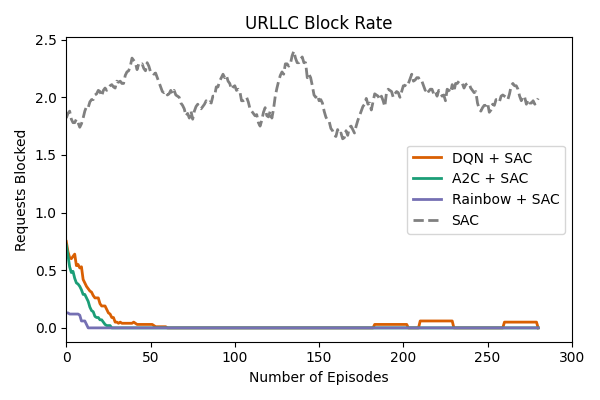 URLLC Block Rate
Requests Blocked
2.5
2.0
1.5
1.0
0.5
0.0
DQN + SAC
A2C + SAC
Rainbow + SAC
SAC
0 50 100 150 200 250 300
Number of Episodes